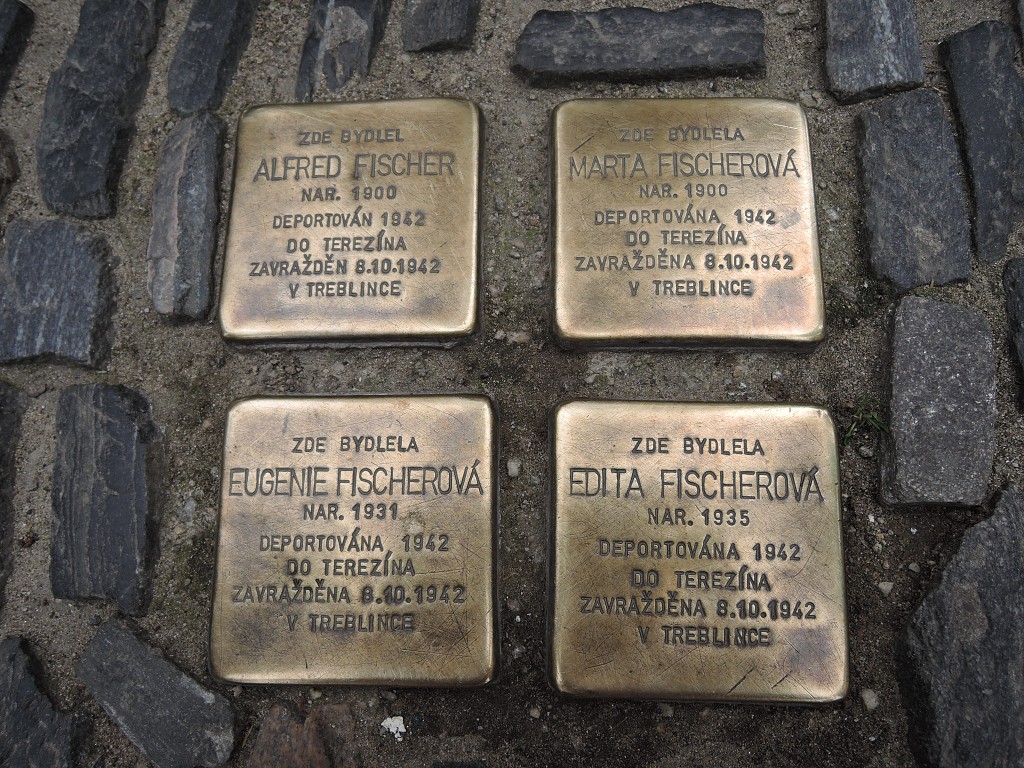 ZDE BYDLEL
ALFRED FISCHER
NAR. 1900
DEPORTOVÁN 1942
DO TEREZÍNA
ZAVRAŽDĚN 8.10.1942
V TREBLINCE
ZDE BYDLELA
MARTA FISCHEROVÁ
NAR. 1900
DEPORTOVÁNA 1942
DO TEREZÍNA
ZAVRAŽDĚNA 8.10.1942
V TREBLINCE
ZDE BYDLELA
EUGENIE FISCHEROVÁ
NAR. 1931
DEPORTOVÁNA 1942
DO TEREZÍNA
ZAVRAŽDĚNA 8.10.1942
V TREBLINCE
ZDE BYDLELA
EDITA FISCHEROVÁ
NAR. 1935
DEPORTOVÁNA 1942
DO TEREZÍNA
ZAVRAŽDĚNA 8.10.1942
V TREBLINCE